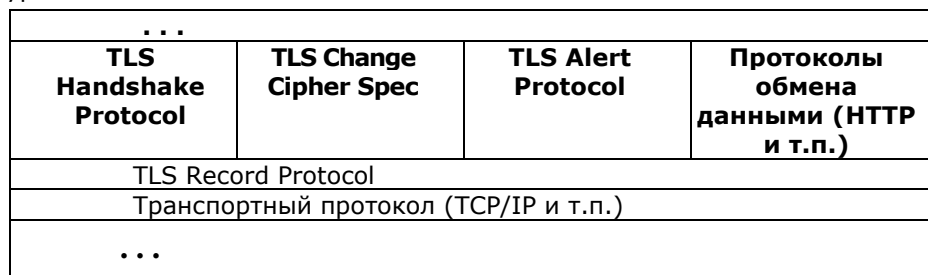 . . .
TLS Handshake Protocol
TLS Change Cipher Spec
TLS Alert Protocol
Протоколы обмена данными (HTTP и т.п.)
TLS Record Protocol
Транспортный протокол (TCP/IP и т.п.)
. . .